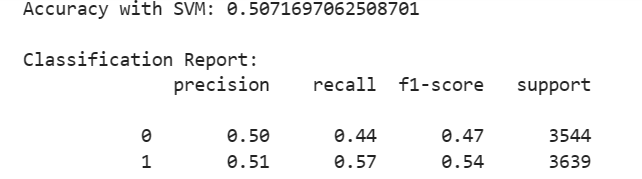 Accuracy with SVM: 0.5071697062508701
Classification Report:
precision recall f1-score support
0 0.50 0.44 0.47 3544
1 0.51 0.57 0.54 3639